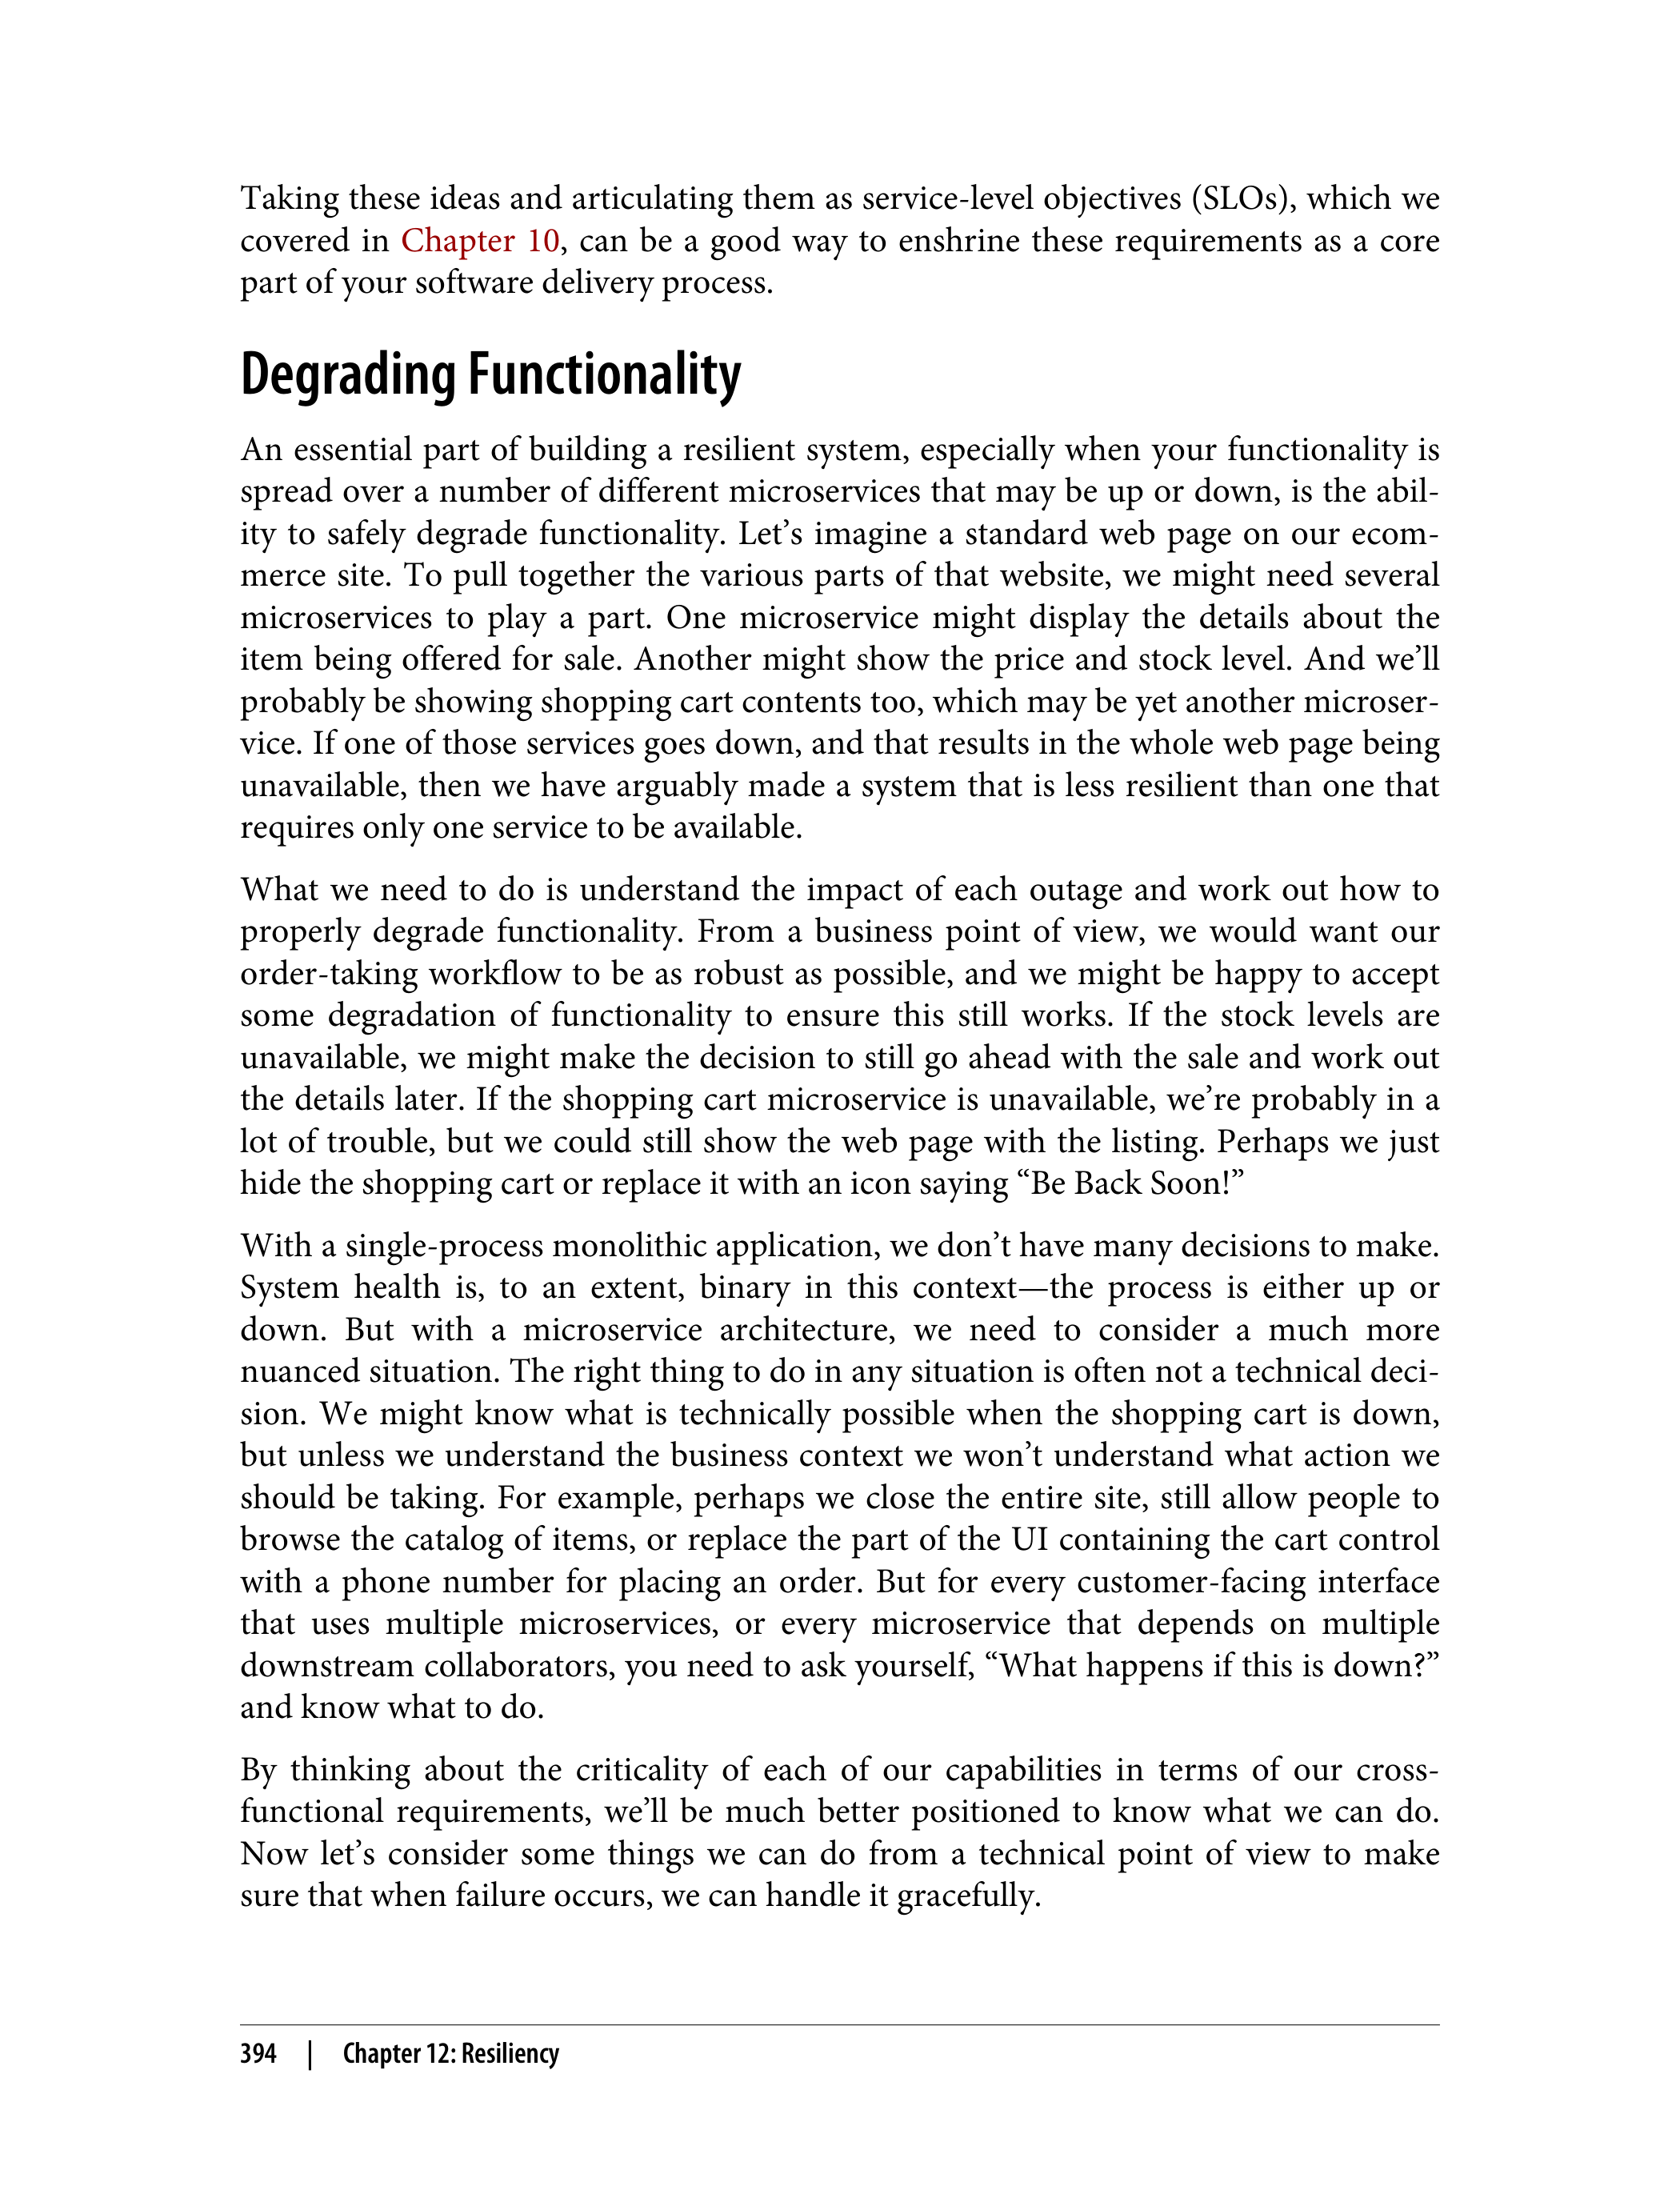 Taking these ideas and articulating them as service-level objectives (SLOs), which we
covered in Chapter 10, can be a good way to enshrine these requirements as a core
part of your software delivery process.
Degrading Functionality
An essential part of building a resilient system, especially when your functionality is
spread over a number of different microservices that may be up or down, is the abil-
ity to safely degrade functionality. Let’s imagine a standard web page on our ecom-
merce site. To pull together the various parts of that website, we might need several
microservices to play a part. One microservice might display the details about the
item being offered for sale. Another might show the price and stock level. And we’ll
probably be showing shopping cart contents too, which may be yet another microser-
vice. If one of those services goes down, and that results in the whole web page being
unavailable, then we have arguably made a system that is less resilient than one that
requires only one service to be available.
What we need to do is understand the impact of each outage and work out how to
properly degrade functionality. From a business point of view, we would want our
order-taking workflow to be as robust as possible, and we might be happy to accept
some degradation of functionality to ensure this still works. If the stock levels are
unavailable, we might make the decision to still go ahead with the sale and work out
the details later. If the shopping cart microservice is unavailable, we’re probably in a
lot of trouble, but we could still show the web page with the listing. Perhaps we just
hide the shopping cart or replace it with an icon saying “Be Back Soon!”
With a single-process monolithic application, we don’t have many decisions to make.
System health is, to an extent, binary in this context—the process is either up or
down. But with a microservice architecture, we need to consider a much more
nuanced situation. The right thing to do in any situation is often not a technical deci-
sion. We might know what is technically possible when the shopping cart is down,
but unless we understand the business context we won’t understand what action we
should be taking. For example, perhaps we close the entire site, still allow people to
browse the catalog of items, or replace the part of the UI containing the cart control
with a phone number for placing an order. But for every customer-facing interface
that uses multiple microservices, or every microservice that depends on multiple
downstream collaborators, you need to ask yourself, “What happens if this is down?”
and know what to do.
By thinking about the criticality of each of our capabilities in terms of our cross-
functional requirements, we’ll be much better positioned to know what we can do.
Now let’s consider some things we can do from a technical point of view to make
sure that when failure occurs, we can handle it gracefully.
394 | Chapter 12: Resiliency